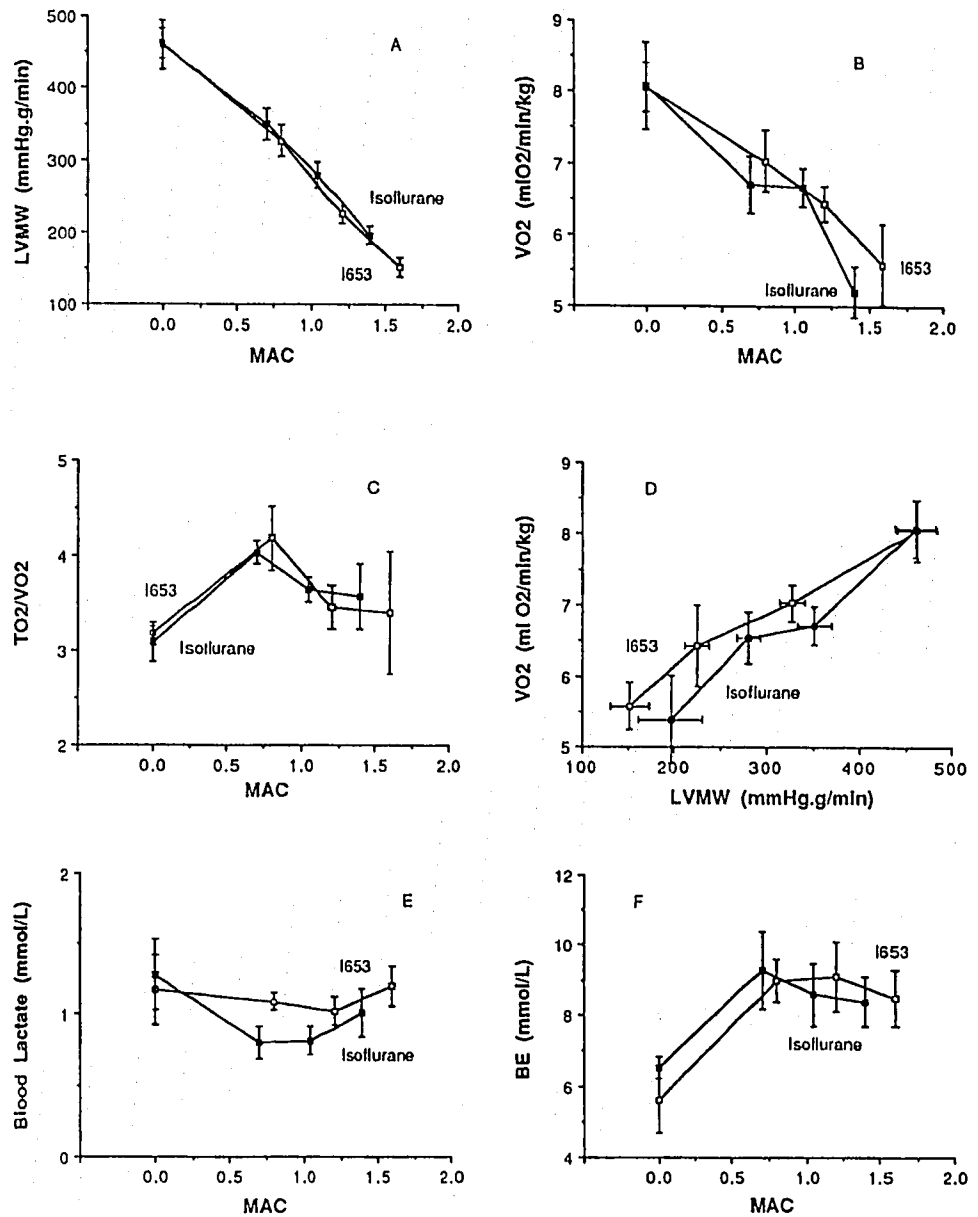 A
LVMW (mmHg.g/min)
500
400
300
200
100
Isoflurane
I653
0.0 0.5 1.0 1.5 2.0
MAC
B
VO2 (mlO2/min/kg)
9
8
7
6
5
I653
Isoflurane
0.0 0.5 1.0 1.5 2.0
MAC
C
TO2/VO2
5
4
3
2
I653
Isoflurane
0.0 0.5 1.0 1.5 2.0
MAC
D
VO2 (ml O2/min/kg)
9
8
7
6
5
I653
Isoflurane
100 200 300 400 500
LVMW (mmHg.g/min)
E
Blood Lactate (mmol/L)
2
1
0
I653
Isoflurane
0.0 0.5 1.0 1.5 2.0
MAC
F
BE (mmol/L)
12
10
8
6
4
I653
Isoflurane
0.0 0.5 1.0 1.5 2.0
MAC